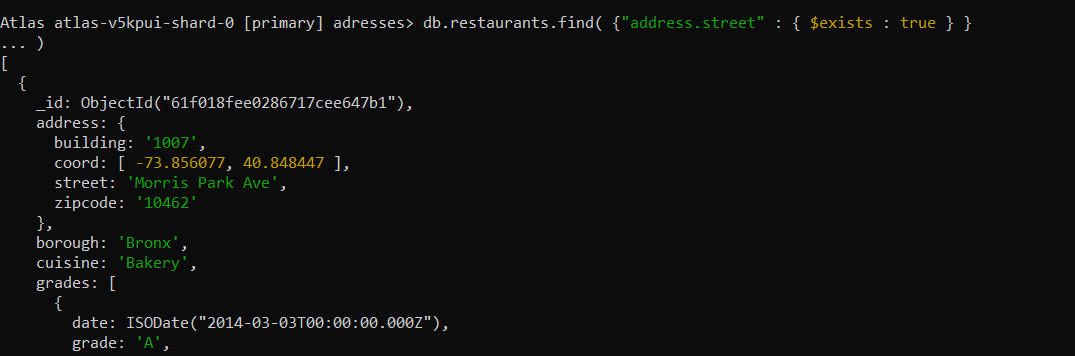 Atlas atlas-v5kpui-shard-0 [primary] adresses> db.restaurants.find( {"address.street" : { $exists : true } }
... )
[
  {
    _id: ObjectId("61f018fee0286717cee647b1"),
    address: {
      building: '1007',
      coord: [ -73.856077, 40.848447 ],
      street: 'Morris Park Ave',
      zipcode: '10462'
    },
    borough: 'Bronx',
    cuisine: 'Bakery',
    grades: [
      {
        date: ISODate("2014-03-03T00:00:00.000Z"),
        grade: 'A',